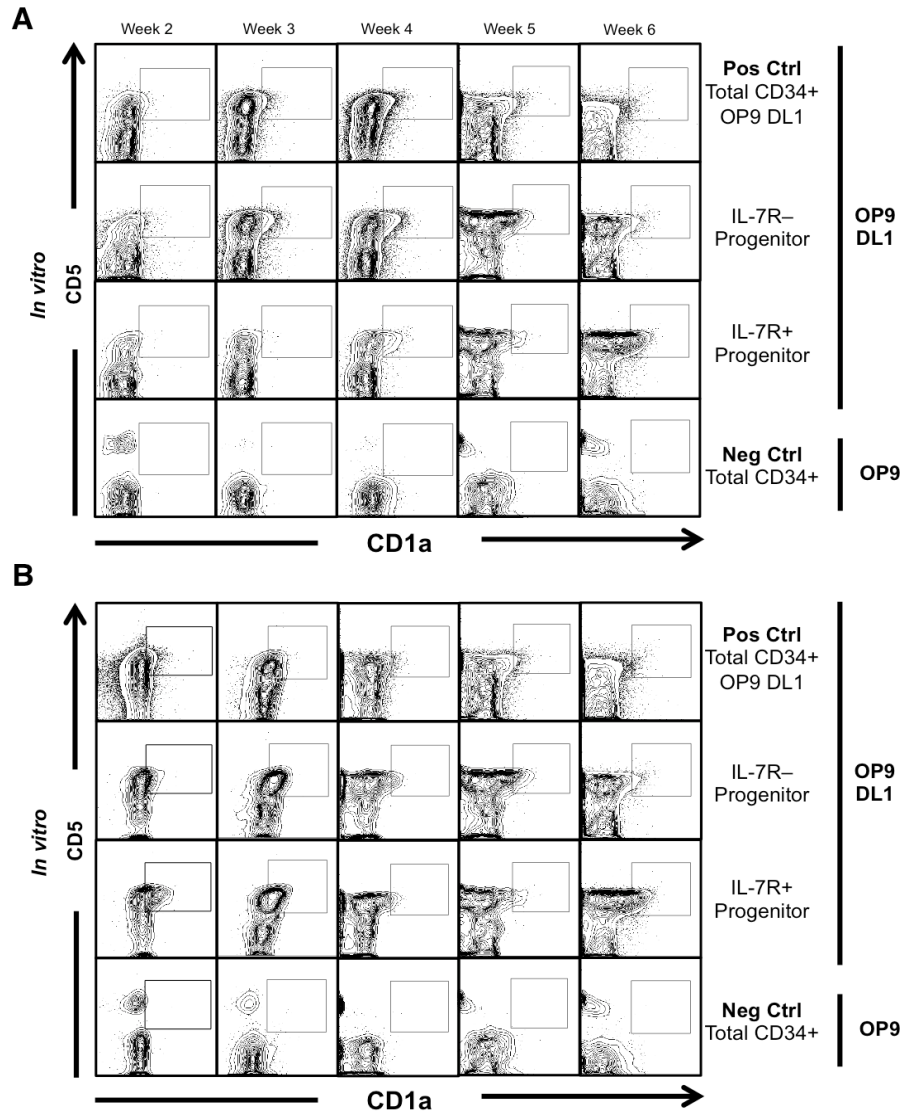 A
Week 2 Week 3 Week 4 Week 5 Week 6
Pos Ctrl
Total CD34+
OP9 DL1
IL-7R–
Progenitor
OP9
DL1
IL-7R+
Progenitor
Neg Ctrl
Total CD34+
OP9
In vitro
CD5
CD1a
B
Pos Ctrl
Total CD34+
OP9 DL1
IL-7R–
Progenitor
OP9
DL1
IL-7R+
Progenitor
Neg Ctrl
Total CD34+
OP9
In vitro
CD5
CD1a